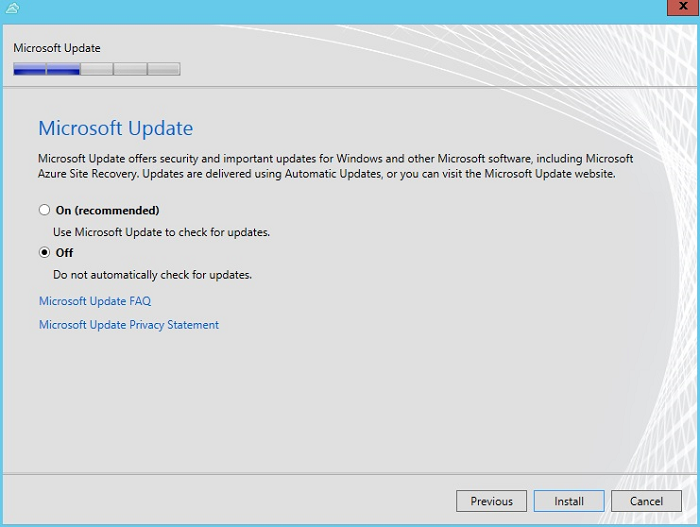 Microsoft Update
Microsoft Update
Microsoft Update offers security and important updates for Windows and other Microsoft software, including Microsoft
Azure Site Recovery. Updates are delivered using Automatic Updates, or you can visit the Microsoft Update website.
On (recommended)
Use Microsoft Update to check for updates.
Off
Do not automatically check for updates.
Microsoft Update FAQ
Microsoft Update Privacy Statement
Previous Install Cancel